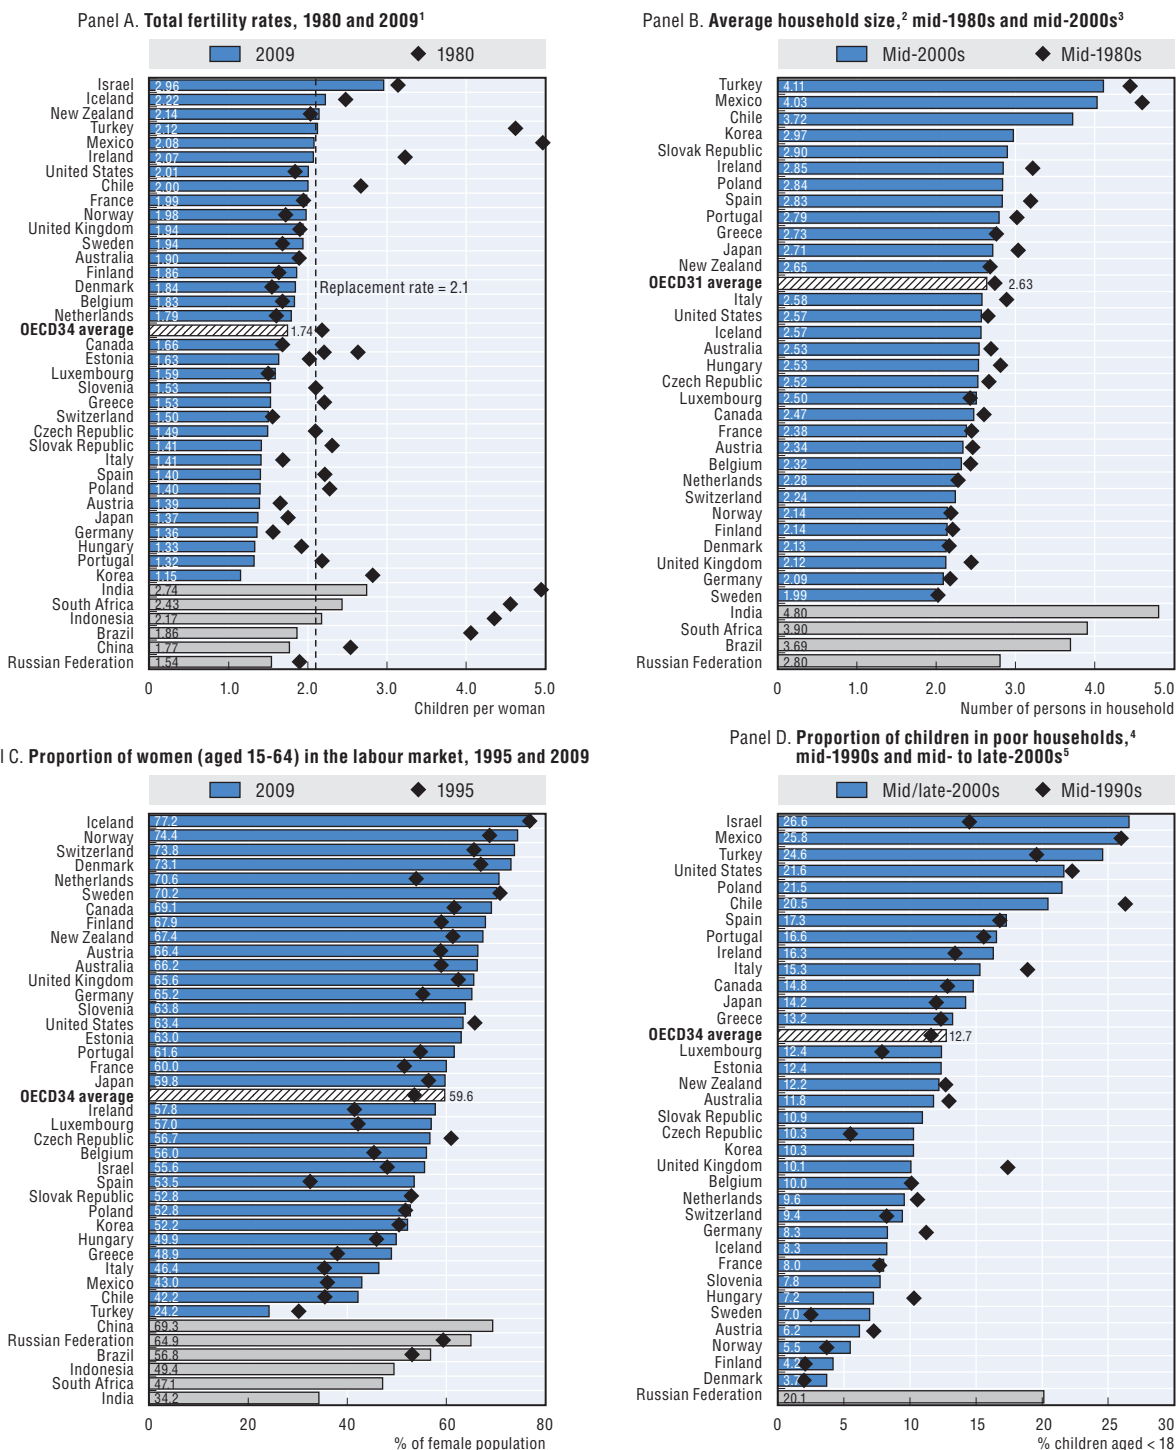 Panel A. Total fertility rates, 1980 and 2009¹
2009 1980
Israel 2.96
Iceland 2.22
New Zealand 2.14
Turkey 2.12
Mexico 2.08
Ireland 2.07
United States 2.01
Chile 2.00
France 1.99
Norway 1.98
United Kingdom 1.94
Sweden 1.94
Australia 1.90
Finland 1.86
Denmark 1.84
Replacement rate = 2.1
Belgium 1.83
Netherlands 1.79
OECD34 average 1.74
Canada 1.66
Estonia 1.63
Luxembourg 1.59
Slovenia 1.53
Greece 1.53
Switzerland 1.50
Czech Republic 1.49
Slovak Republic 1.41
Italy 1.41
Spain 1.40
Poland 1.40
Austria 1.39
Japan 1.37
Germany 1.36
Hungary 1.33
Portugal 1.32
Korea 1.15
India 2.74
South Africa 2.43
Indonesia 2.17
Brazil 1.86
China 1.77
Russian Federation 1.54
0 1.0 2.0 3.0 4.0 5.0
Children per woman
Panel B. Average household size,² mid-1980s and mid-2000s³
Mid-2000s Mid-1980s
Turkey 4.11
Mexico 4.03
Chile 3.72
Korea 2.97
Slovak Republic 2.90
Ireland 2.85
Poland 2.84
Spain 2.83
Portugal 2.79
Greece 2.73
Japan 2.71
New Zealand 2.65
OECD31 average 2.63
Italy 2.58
United States 2.57
Iceland 2.57
Australia 2.53
Hungary 2.53
Czech Republic 2.52
Luxembourg 2.50
Canada 2.47
France 2.38
Austria 2.34
Belgium 2.32
Netherlands 2.28
Switzerland 2.24
Norway 2.14
Finland 2.14
Denmark 2.13
United Kingdom 2.12
Germany 2.09
Sweden 1.99
India 4.80
South Africa 3.90
Brazil 3.69
Russian Federation 2.80
0 1.0 2.0 3.0 4.0 5.0
Number of persons in household
l C. Proportion of women (aged 15-64) in the labour market, 1995 and 2009
2009 1995
Iceland 77.2
Norway 74.4
Switzerland 73.8
Denmark 73.1
Netherlands 70.6
Sweden 70.2
Canada 69.1
Finland 67.9
New Zealand 67.4
Austria 66.4
Australia 66.2
United Kingdom 65.6
Germany 65.2
Slovenia 63.8
United States 63.4
Estonia 63.0
Portugal 61.6
France 60.0
Japan 59.8
OECD34 average 59.6
Ireland 57.8
Luxembourg 57.0
Czech Republic 56.7
Belgium 56.0
Israel 55.6
Spain 53.5
Slovak Republic 52.8
Poland 52.8
Korea 52.2
Hungary 49.9
Greece 48.9
Italy 46.4
Mexico 43.0
Chile 42.2
Turkey 24.2
China 69.3
Russian Federation 64.9
Brazil 56.8
Indonesia 49.4
South Africa 47.1
India 34.2
0 20 40 60 80
% of female population
Panel D. Proportion of children in poor households,⁴
mid-1990s and mid- to late-2000s⁵
Mid/late-2000s Mid-1990s
Israel 26.6
Mexico 25.8
Turkey 24.6
United States 21.6
Poland 21.5
Chile 20.5
Spain 17.3
Portugal 16.6
Ireland 16.3
Italy 15.3
Canada 14.8
Japan 14.2
Greece 13.2
OECD34 average 12.7
Luxembourg 12.4
Estonia 12.4
New Zealand 12.2
Australia 11.8
Slovak Republic 10.9
Czech Republic 10.3
Korea 10.3
United Kingdom 10.1
Belgium 10.0
Netherlands 9.6
Switzerland 9.4
Germany 8.3
Iceland 8.3
France 8.0
Slovenia 7.8
Hungary 7.2
Sweden 7.0
Austria 6.2
Norway 5.5
Finland 4.2
Denmark 3.7
Russian Federation 20.1
0 5 10 15 20 25 30
% children aged < 18